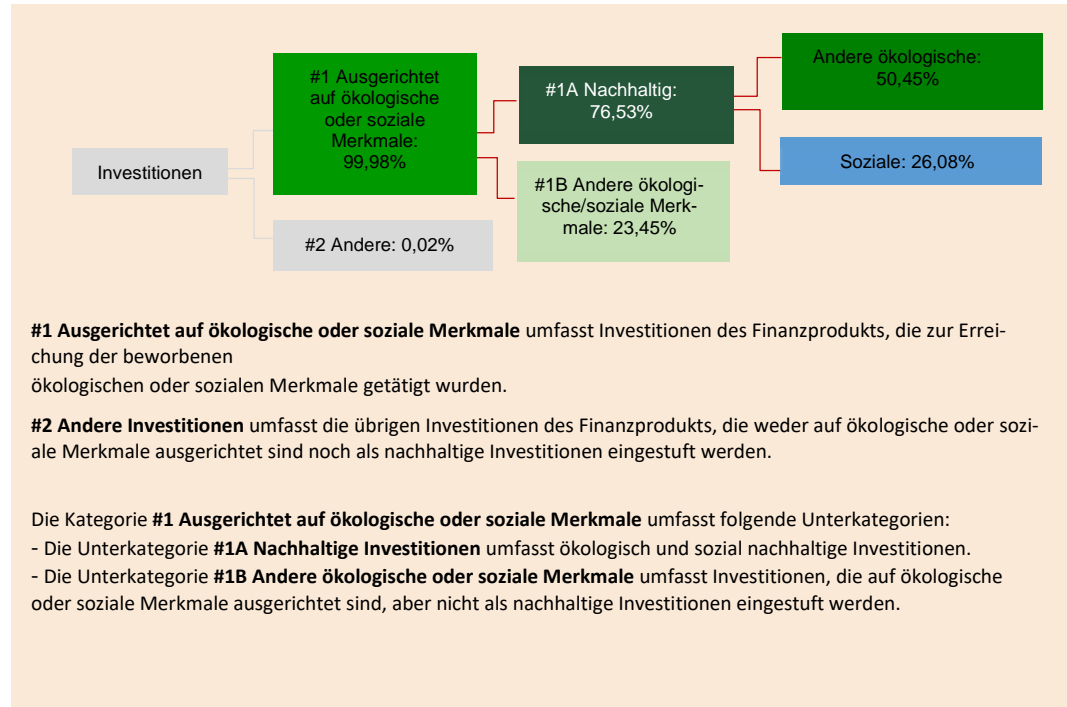 Investitionen
#1 Ausgerichtet
auf ökologische
oder soziale
Merkmale:
99,98%
#2 Andere: 0,02%
#1A Nachhaltig:
76,53%
#1B Andere ökologi-
sche/soziale Merk-
male: 23,45%
Andere ökologische:
50,45%
Soziale: 26,08%
#1 Ausgerichtet auf ökologische oder soziale Merkmale umfasst Investitionen des Finanzprodukts, die zur Errei-
chung der beworbenen
ökologischen oder sozialen Merkmale getätigt wurden.
#2 Andere Investitionen umfasst die übrigen Investitionen des Finanzprodukts, die weder auf ökologische oder sozi-
ale Merkmale ausgerichtet sind noch als nachhaltige Investitionen eingestuft werden.
Die Kategorie #1 Ausgerichtet auf ökologische oder soziale Merkmale umfasst folgende Unterkategorien:
- Die Unterkategorie #1A Nachhaltige Investitionen umfasst ökologisch und sozial nachhaltige Investitionen.
- Die Unterkategorie #1B Andere ökologische oder soziale Merkmale umfasst Investitionen, die auf ökologische
oder soziale Merkmale ausgerichtet sind, aber nicht als nachhaltige Investitionen eingestuft werden.